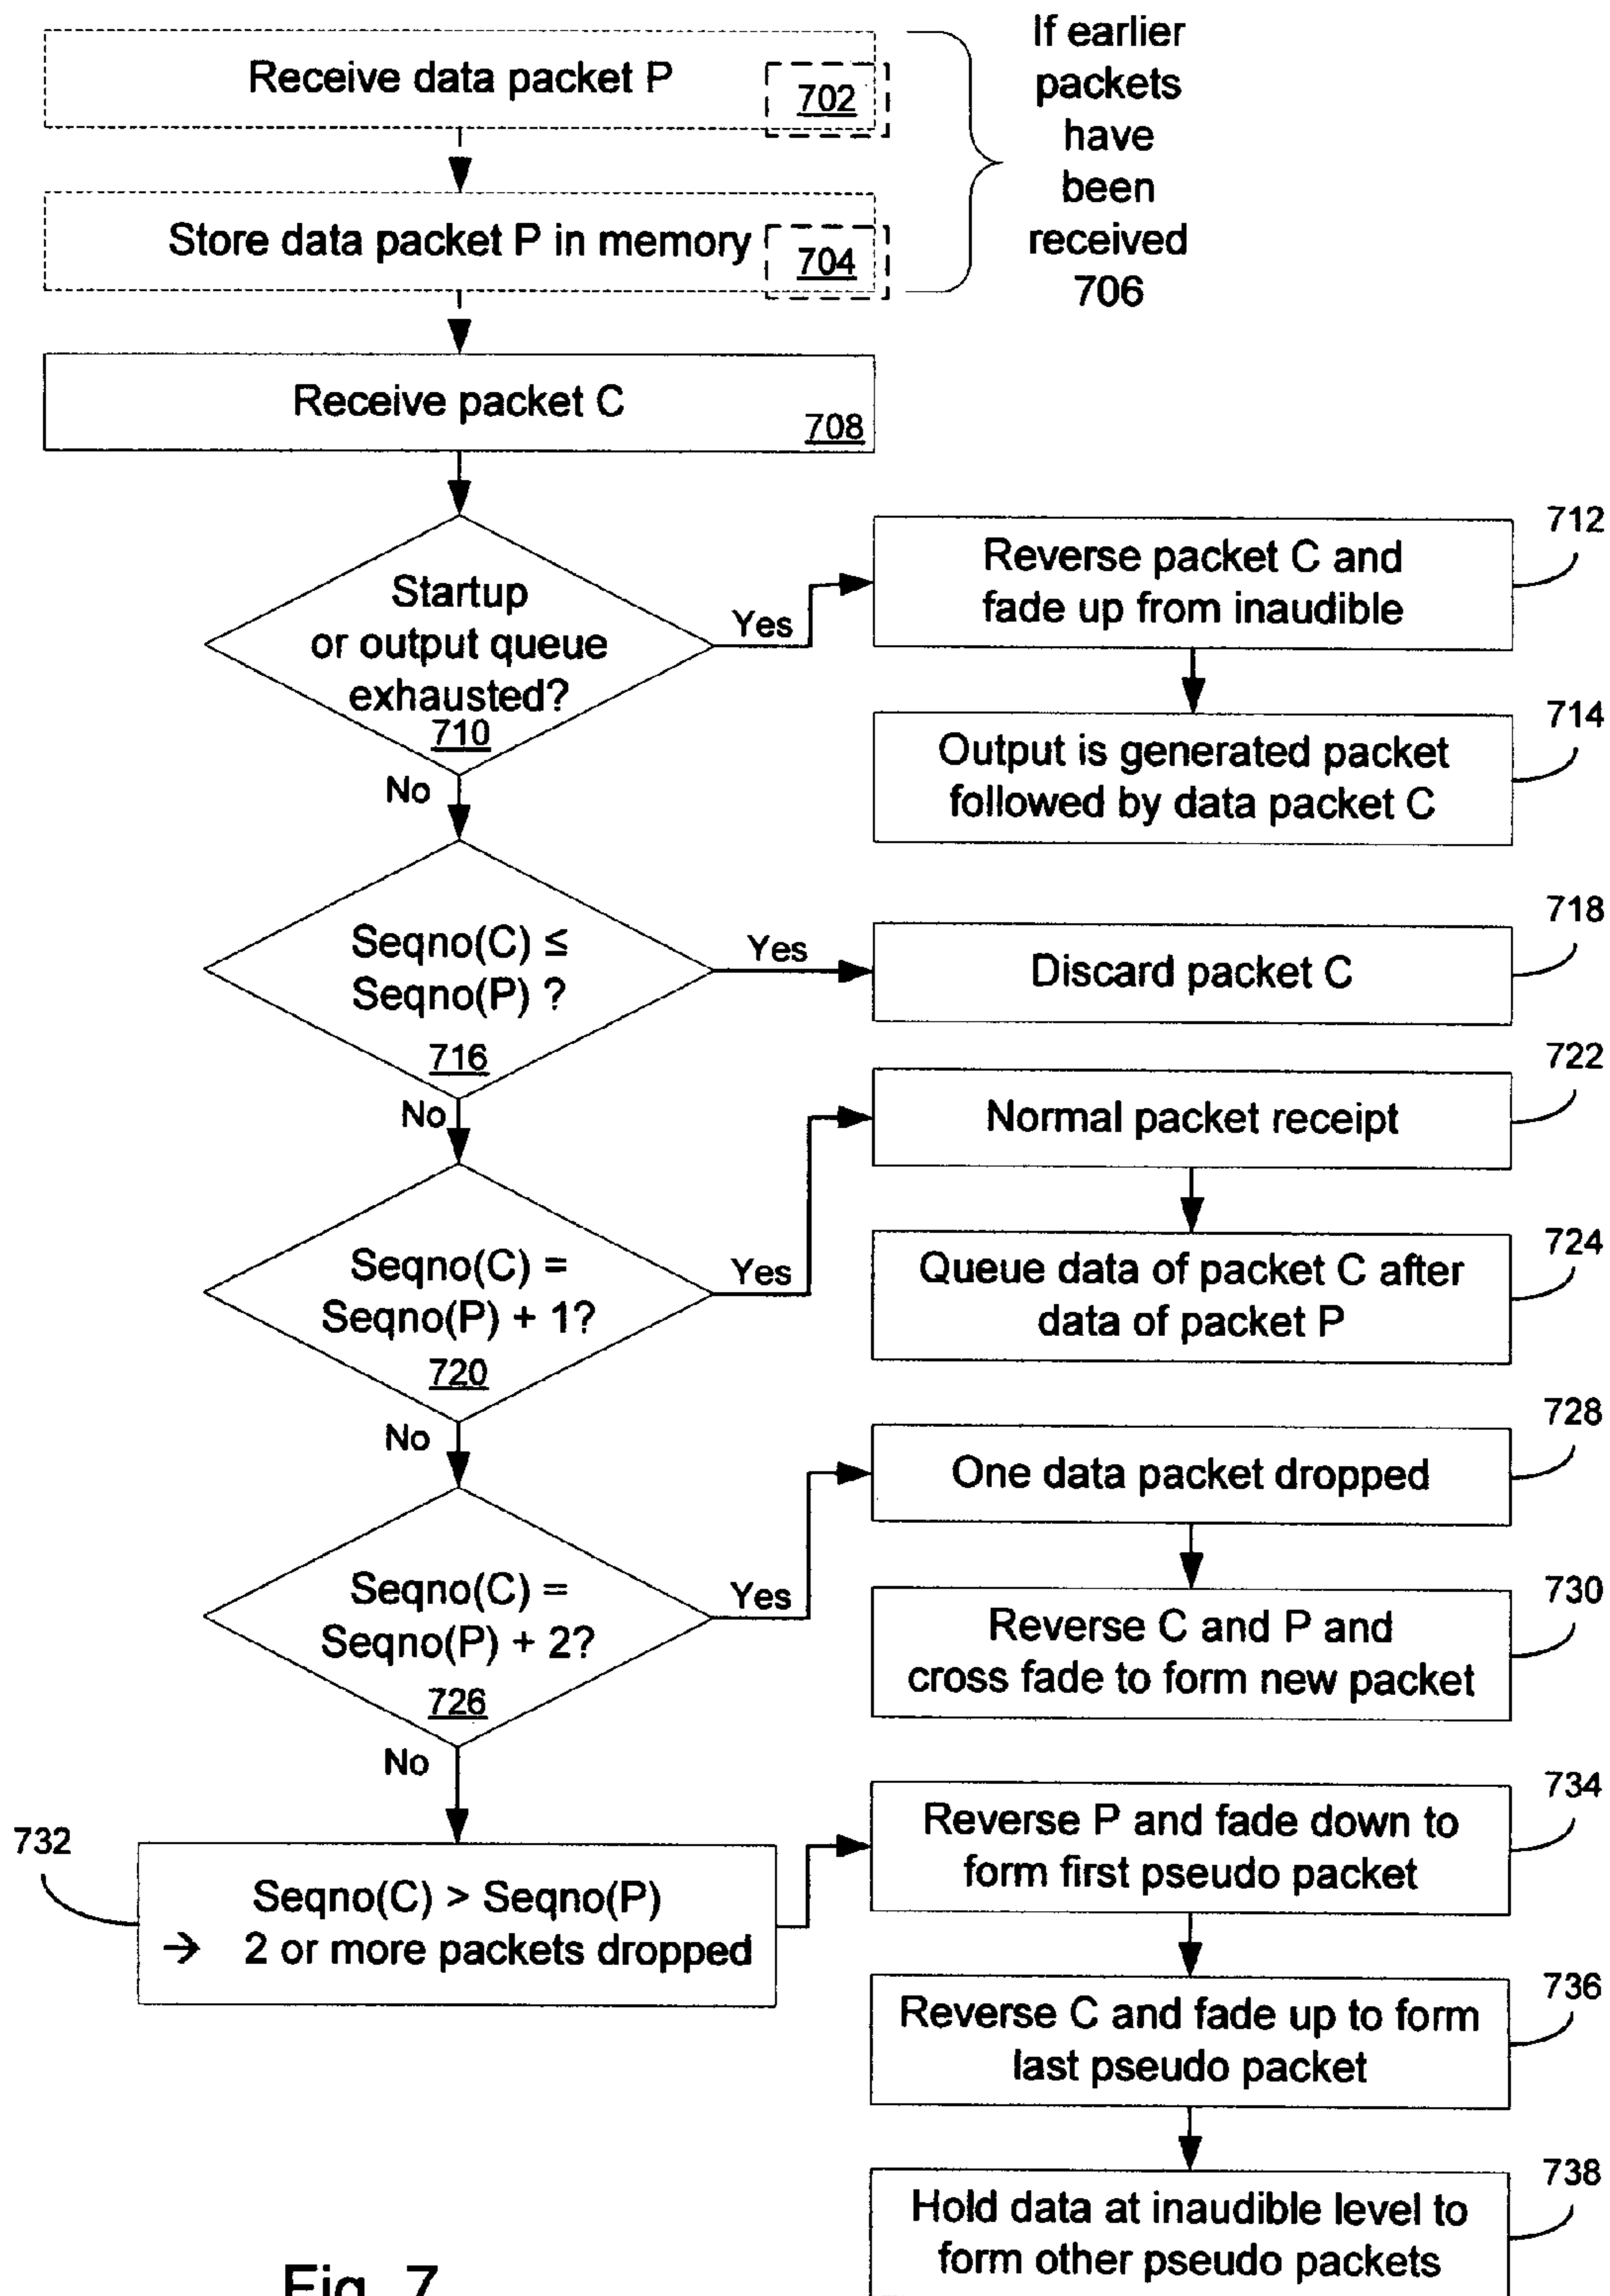 Receive data packet P
702
Store data packet P in memory
704
If earlier
packets
have
been
received
706
Receive packet C
708
Startup
or output queue
exhausted?
710
Yes
No
Reverse packet C and
fade up from inaudible
712
Output is generated packet
followed by data packet C
714
Seqno(C) ≤
Seqno(P) ?
716
Yes
No
Discard packet C
718
Seqno(C) =
Seqno(P) + 1?
720
Yes
No
Normal packet receipt
722
Queue data of packet C after
data of packet P
724
Seqno(C) =
Seqno(P) + 2?
726
Yes
No
One data packet dropped
728
Reverse C and P and
cross fade to form new packet
730
732
Seqno(C) > Seqno(P)
→ 2 or more packets dropped
Reverse P and fade down to
form first pseudo packet
734
Reverse C and fade up to form
last pseudo packet
736
Hold data at inaudible level to
form other pseudo packets
738
Fig. 7